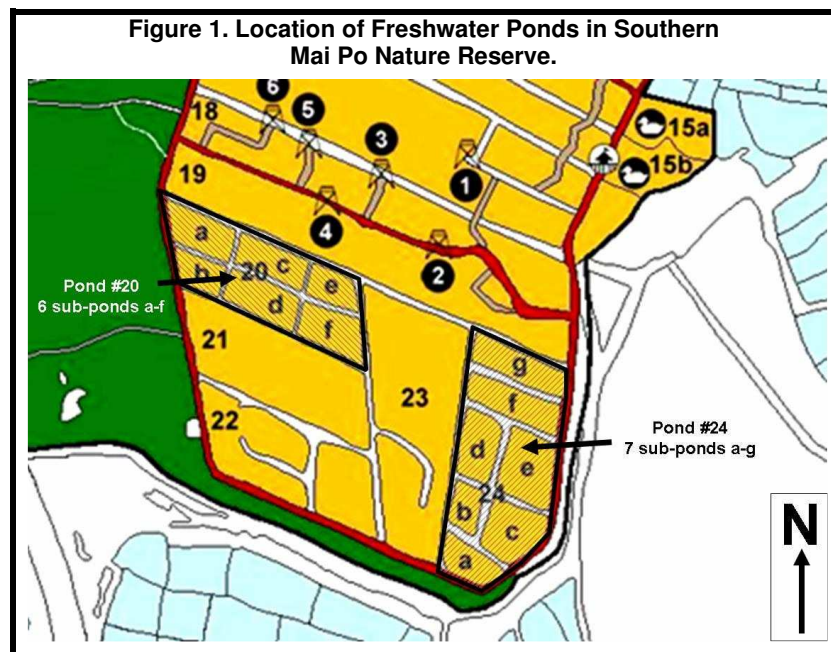 Figure 1. Location of Freshwater Ponds in Southern
Mai Po Nature Reserve.
6
18
5
3
1
15a
15b
19
4
2
a
b
20
c
e
d
f
Pond #20
6 sub-ponds a-f
21
22
23
g
f
d
e
24
b
c
a
Pond #24
7 sub-ponds a-g
N